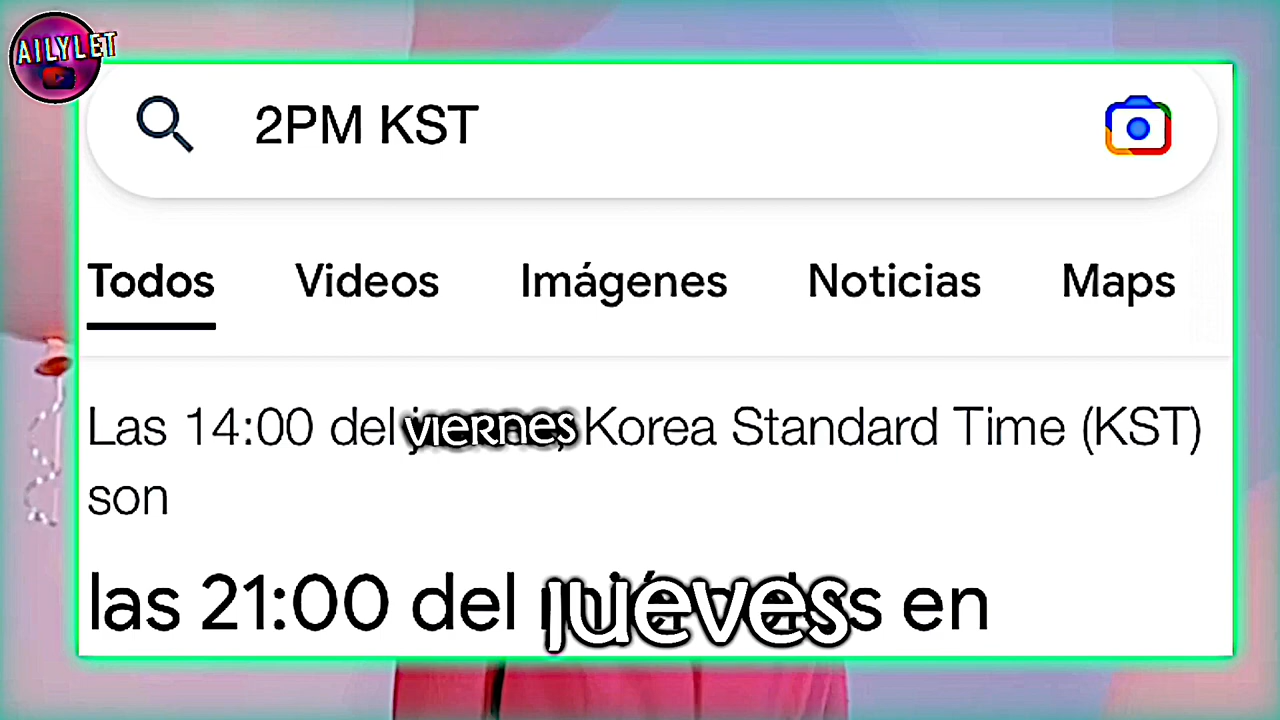 AILYLET
2PM KST
Todos Videos Imágenes Noticias Maps
Las 14:00 del viernes Korea Standard Time (KST)
son
las 21:00 del jueves en